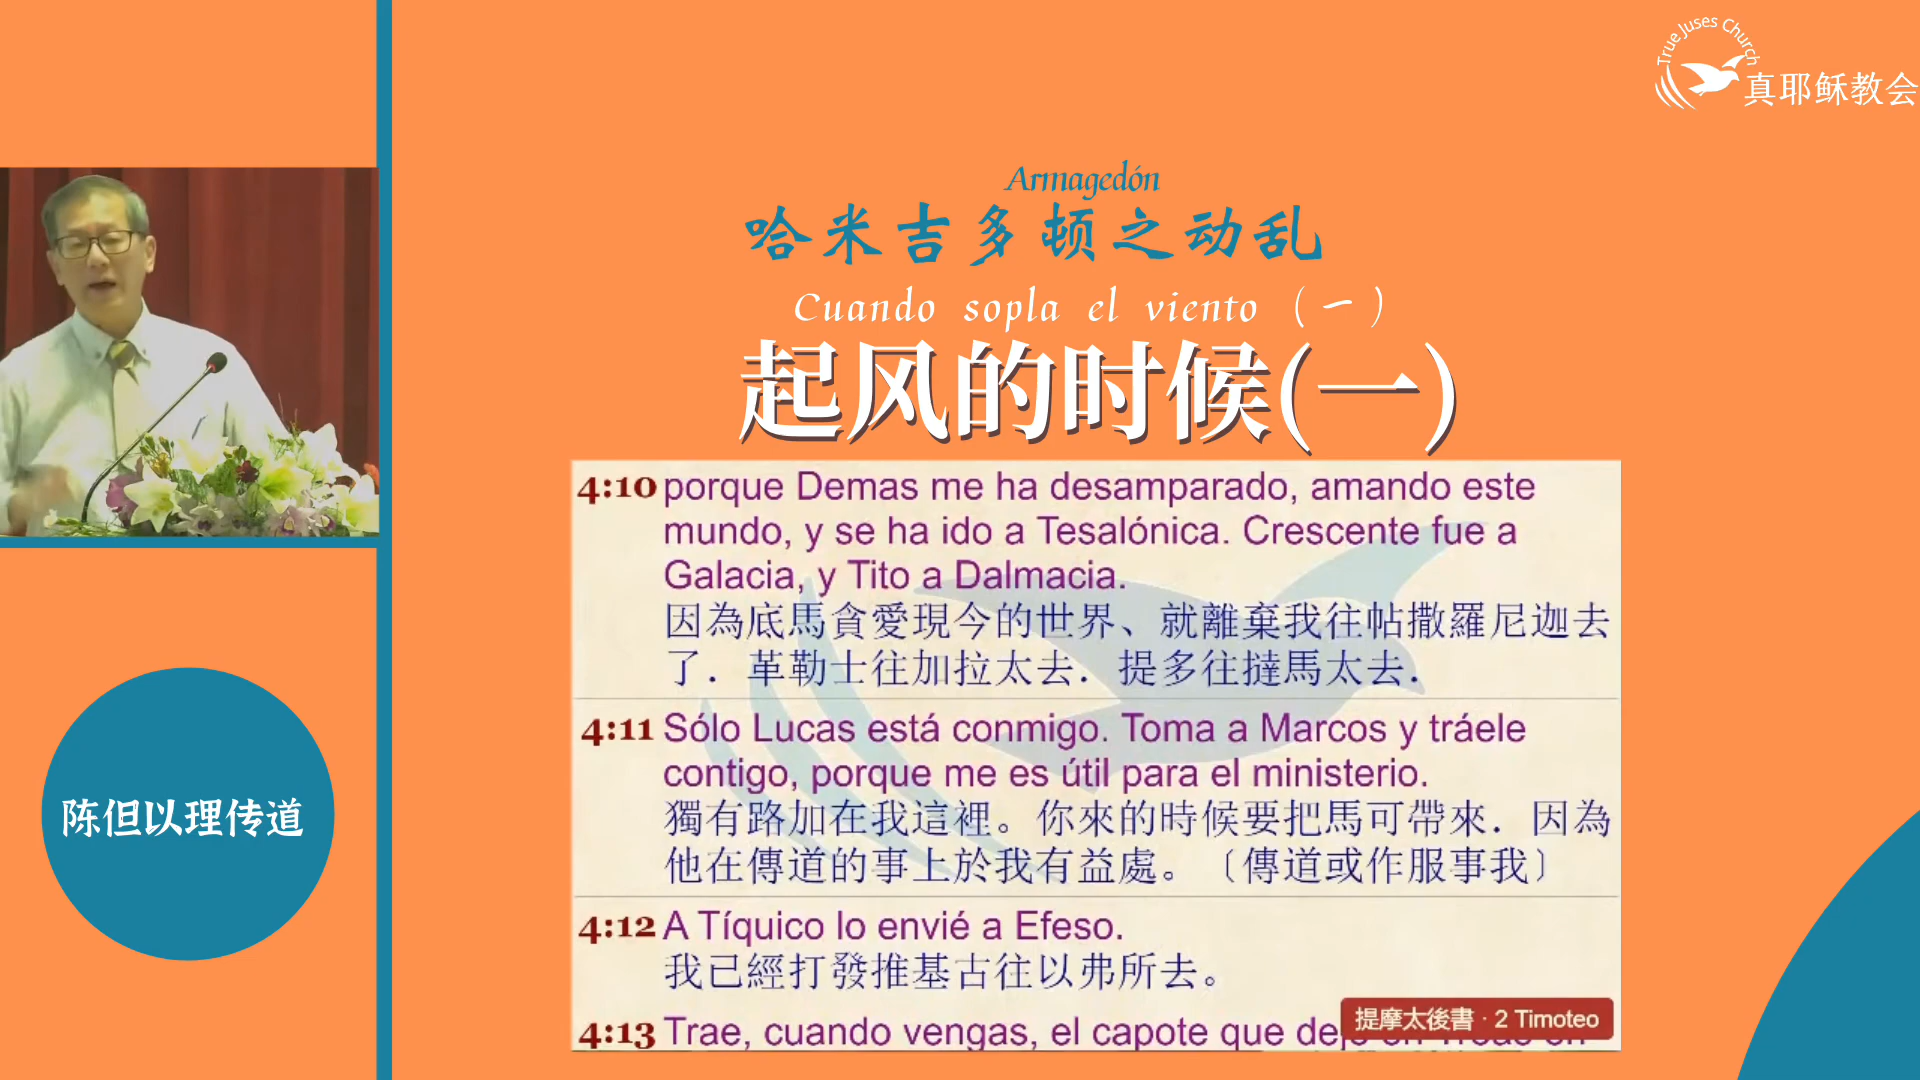 True Juses Church
真耶稣教会
Armagedón
哈米吉多顿之动乱
Cuando sopla el viento (一)
起风的时候(一)
4:10 porque Demas me ha desamparado, amando este
mundo, y se ha ido a Tesalónica. Crescente fue a
Galacia, y Tito a Dalmacia.
因為底馬貪愛現今的世界、就離棄我往帖撒羅尼迦去
了．革勒士往加拉太去．提多往撻馬太去．
4:11 Sólo Lucas está conmigo. Toma a Marcos y tráele
contigo, porque me es útil para el ministerio.
獨有路加在我這裡。你來的時候要把馬可帶來．因為
他在傳道的事上於我有益處。〔傳道或作服事我〕
4:12 A Tíquico lo envié a Efeso.
我已經打發推基古往以弗所去。
4:13 Trae, cuando vengas, el capote que
提摩太後書 · 2 Timoteo
陈但以理传道